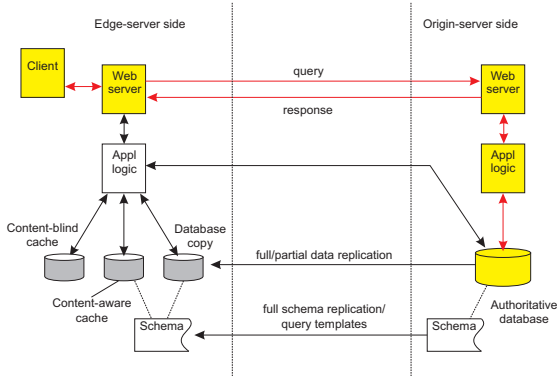 Edge-server side
Origin-server side
Client
Web
server
query
response
Web
server
Appl
logic
Appl
logic
Content-blind
cache
Database
copy
full/partial data replication
Content-aware
cache
Authoritative
database
full schema replication/
query templates
Schema
Schema